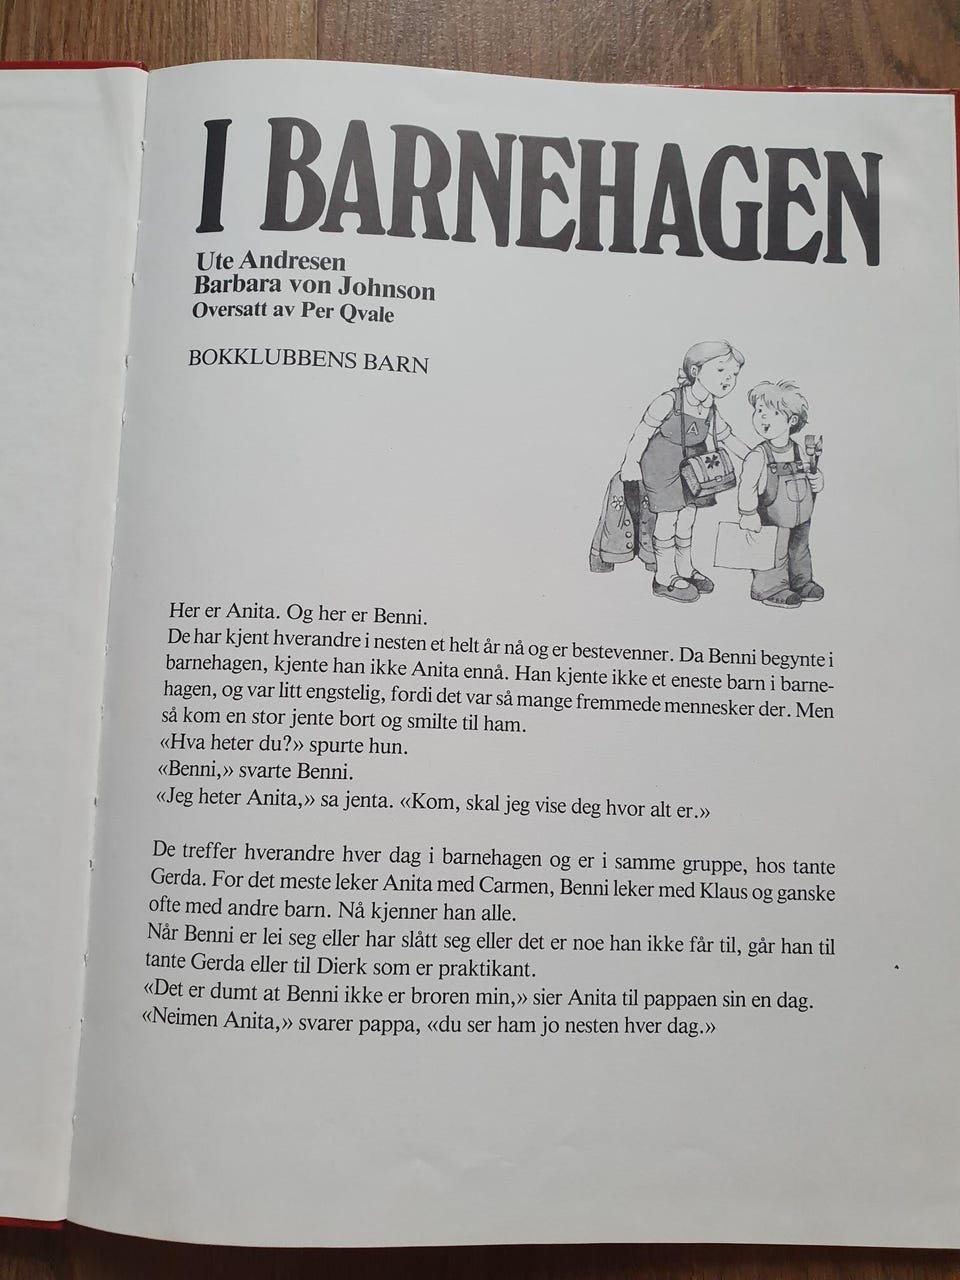 I BARNEHAGEN
Ute Andresen
Barbara von Johnson
Oversatt av Per Qvale
BOKKLUBBENS BARN
A
Her er Anita. Og her er Benni.
De har kjent hverandre i nesten et helt år nå og er bestevenner. Da Benni begynte i
barnehagen, kjente han ikke Anita ennå. Han kjente ikke et eneste barn i barne-
hagen, og var litt engstelig, fordi det var så mange fremmede mennesker der. Men
så kom en stor jente bort og smilte til ham.
«Hva heter du?» spurte hun.
«Benni,» svarte Benni.
«Jeg heter Anita,» sa jenta. «Kom, skal jeg vise deg hvor alt er.»
De treffer hverandre hver dag i barnehagen og er i samme gruppe, hos tante
Gerda. For det meste leker Anita med Carmen, Benni leker med Klaus og ganske
ofte med andre barn. Nå kjenner han alle.
Når Benni er lei seg eller har slått seg eller det er noe han ikke får til, går han til
tante Gerda eller til Dierk som er praktikant.
«Det er dumt at Benni ikke er broren min,» sier Anita til pappaen sin en dag.
«Neimen Anita,» svarer pappa, «du ser ham jo nesten hver dag.»